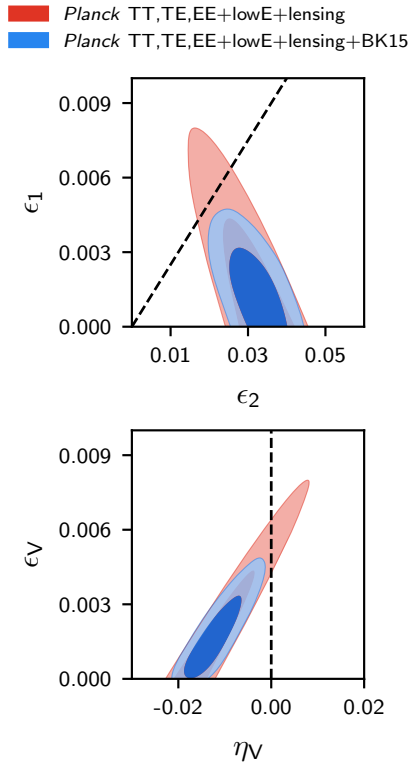 Planck TT,TE,EE+lowE+lensing
Planck TT,TE,EE+lowE+lensing+BK15
0.009
0.006
0.003
0.000
ϵ₁
0.01 0.03 0.05
ϵ₂
0.009
0.006
0.003
0.000
ϵ_V
-0.02 0.00 0.02
η_V